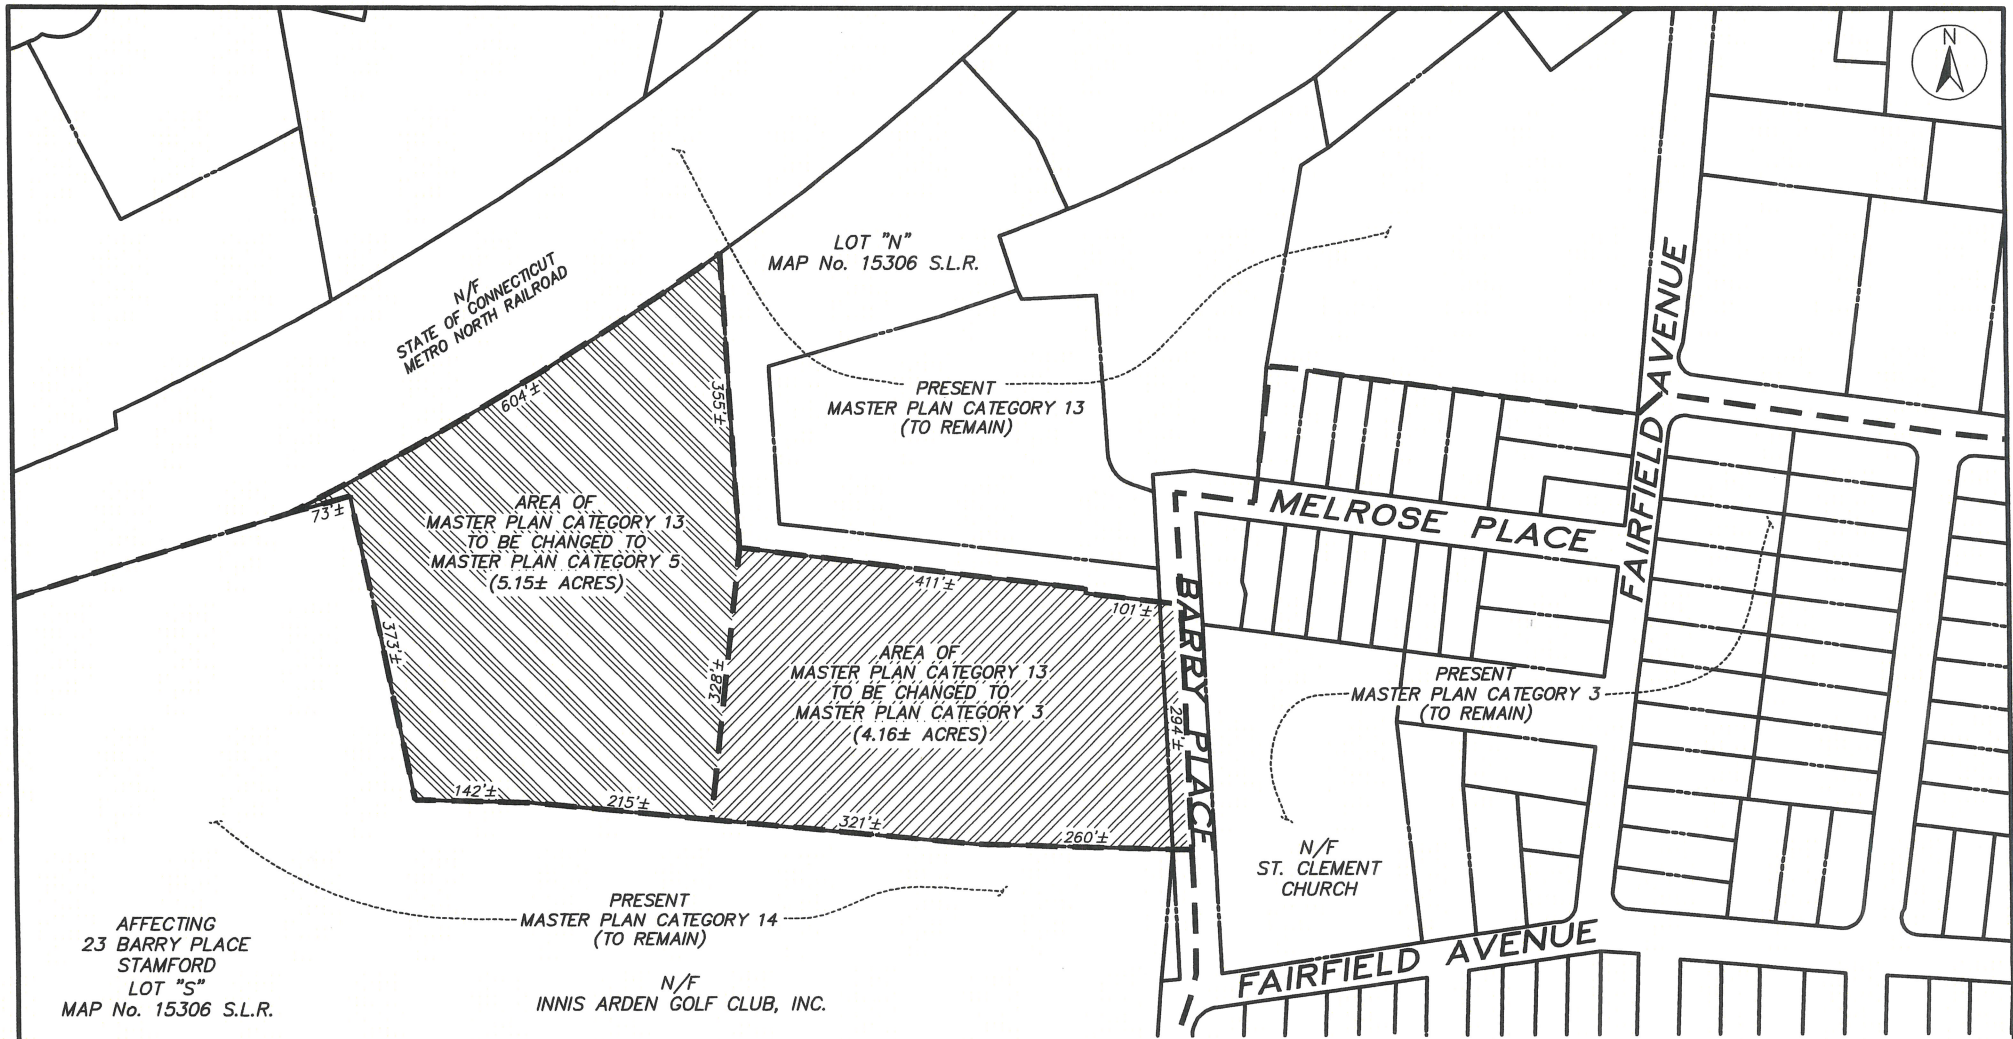 N
LOT "N"
MAP No. 15306 S.L.R.
N/F
STATE OF CONNECTICUT
METRO NORTH RAILROAD
604'±
355'±
PRESENT
MASTER PLAN CATEGORY 13
(TO REMAIN)
FAIRFIELD AVENUE
MELROSE PLACE
73'±
AREA OF
MASTER PLAN CATEGORY 13
TO BE CHANGED TO
MASTER PLAN CATEGORY 5
(5.15± ACRES)
411'±
101'±
373'±
328'±
AREA OF
MASTER PLAN CATEGORY 13
TO BE CHANGED TO
MASTER PLAN CATEGORY 3
(4.16± ACRES)
BARRY PLACE
294'±
PRESENT
MASTER PLAN CATEGORY 3
(TO REMAIN)
142'±
215'±
321'±
260'±
N/F
ST. CLEMENT
CHURCH
PRESENT
MASTER PLAN CATEGORY 14
(TO REMAIN)
AFFECTING
23 BARRY PLACE
STAMFORD
LOT "S"
MAP No. 15306 S.L.R.
N/F
INNIS ARDEN GOLF CLUB, INC.
FAIRFIELD AVENUE